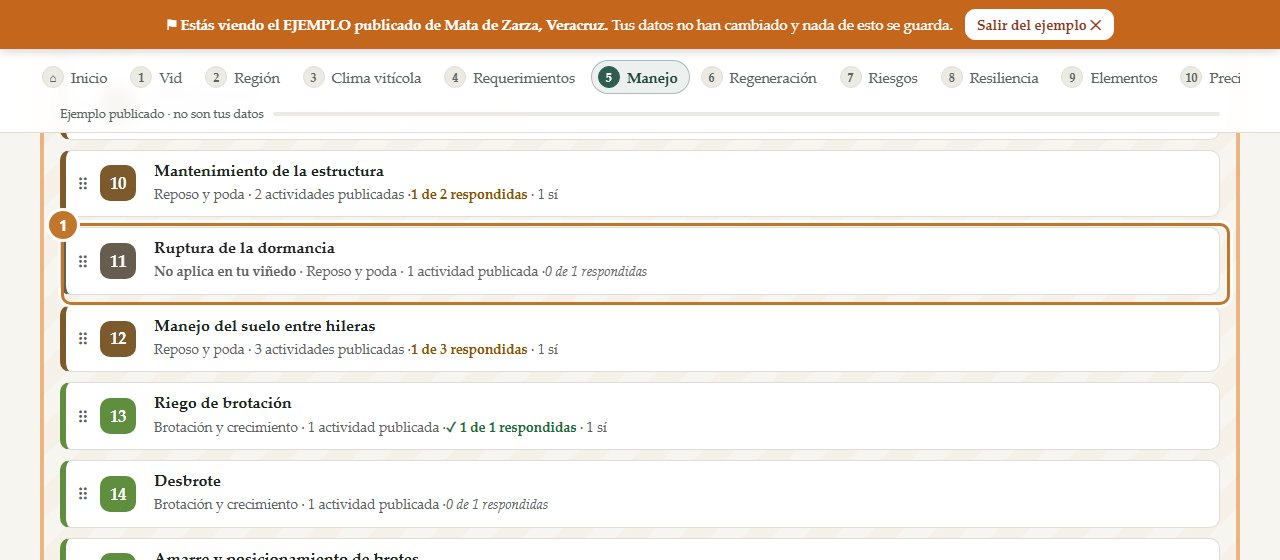 ⚑ Estás viendo el EJEMPLO publicado de Mata de Zarza, Veracruz. Tus datos no han cambiado y nada de esto se guarda. Salir del ejemplo ✕
⌂ Inicio 1 Vid 2 Región 3 Clima vitícola 4 Requerimientos 5 Manejo 6 Regeneración 7 Riesgos 8 Resiliencia 9 Elementos 10 Preci
Ejemplo publicado · no son tus datos
10 Mantenimiento de la estructura
Reposo y poda · 2 actividades publicadas ·1 de 2 respondidas · 1 sí
1
11 Ruptura de la dormancia
No aplica en tu viñedo · Reposo y poda · 1 actividad publicada ·0 de 1 respondidas
12 Manejo del suelo entre hileras
Reposo y poda · 3 actividades publicadas ·1 de 3 respondidas · 1 sí
13 Riego de brotación
Brotación y crecimiento · 1 actividad publicada ·✓ 1 de 1 respondidas · 1 sí
14 Desbrote
Brotación y crecimiento · 1 actividad publicada ·0 de 1 respondidas
Amarre y posicionamiento de brotes